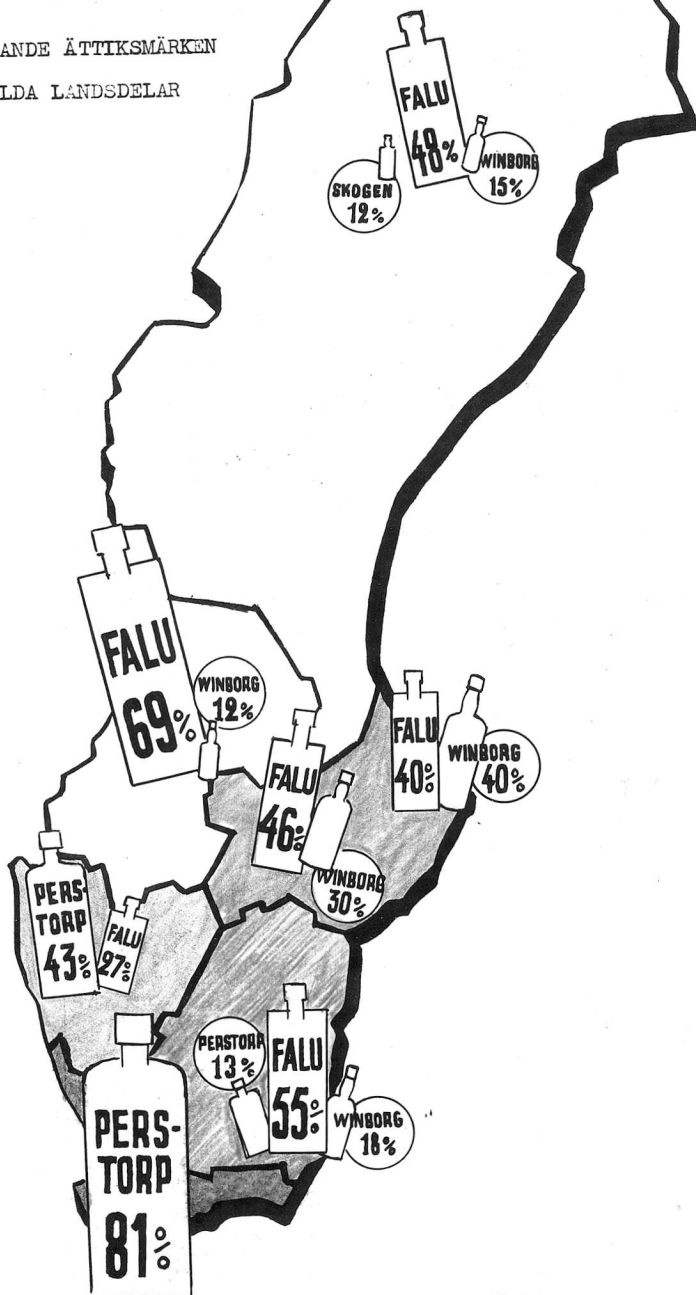 ANDE ÄTTIKSMÄRKEN
LDA LANDSDELAR
FALU
48%
SKOGEN
12%
WINBORG
15%
FALU
69%
WINBORG
12%
FALU
40%
WINBORG
40%
FALU
46%
WINBORG
30%
PERS-
TORP
43%
FALU
27%
PERSTORP
13%
FALU
55%
WINBORG
18%
PERS-
TORP
81%